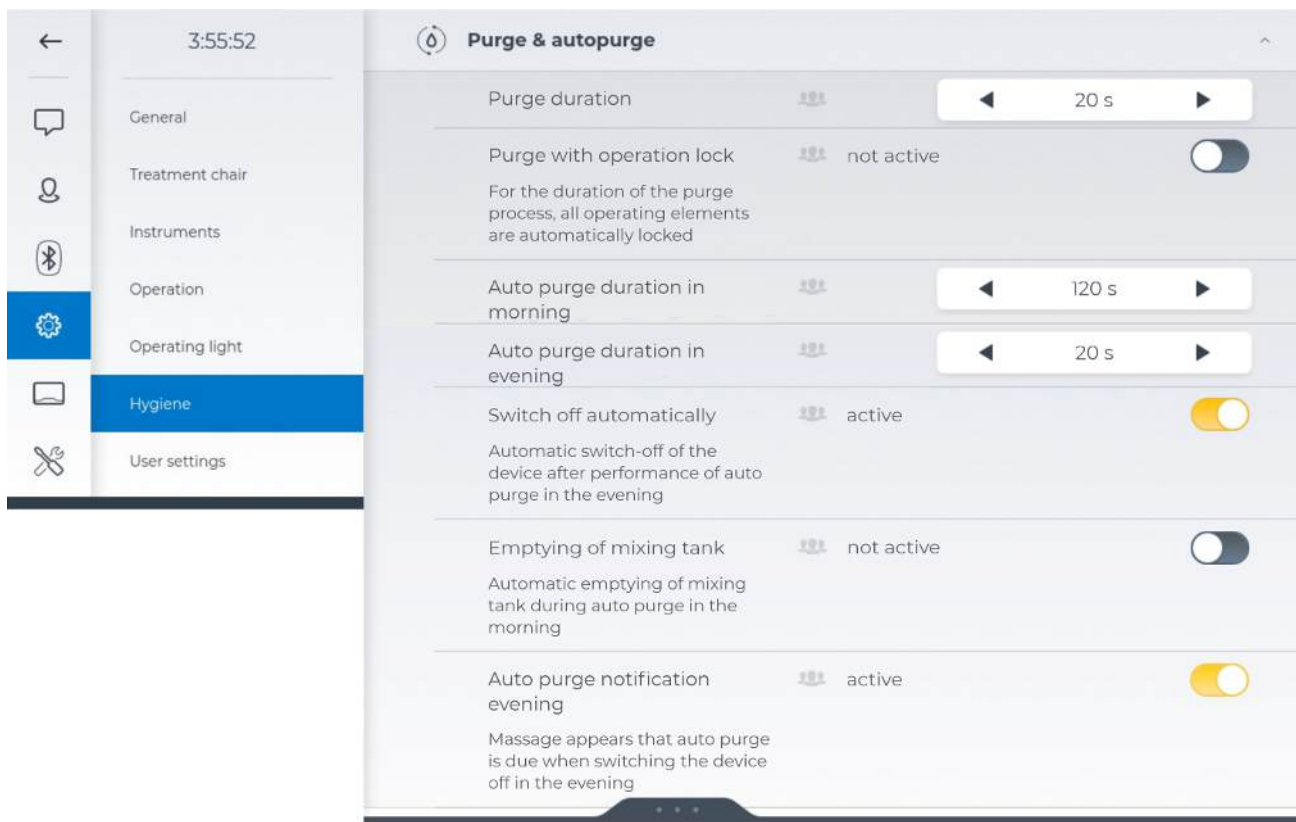 3:55:52
General
Treatment chair
Instruments
Operation
Operating light
Hygiene
User settings
Purge & autopurge
Purge duration
20 s
Purge with operation lock
not active
For the duration of the purge
process, all operating elements
are automatically locked
Auto purge duration in
morning
120 s
Auto purge duration in
evening
20 s
Switch off automatically
active
Automatic switch-off of the
device after performance of auto
purge in the evening
Emptying of mixing tank
not active
Automatic emptying of mixing
tank during auto purge in the
morning
Auto purge notification
evening
active
Massage appears that auto purge
is due when switching the device
off in the evening